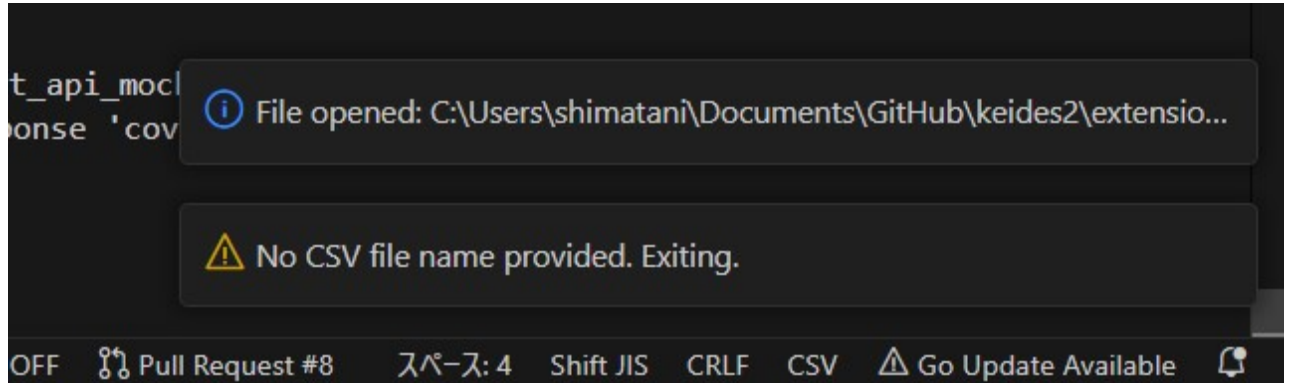 t_api_moc
File opened: C:\Users\shimatani\Documents\GitHub\keides2\extensio...
onse 'cov
No CSV file name provided. Exiting.
OFF Pull Request #8 スペース: 4 Shift JIS CRLF CSV Go Update Available